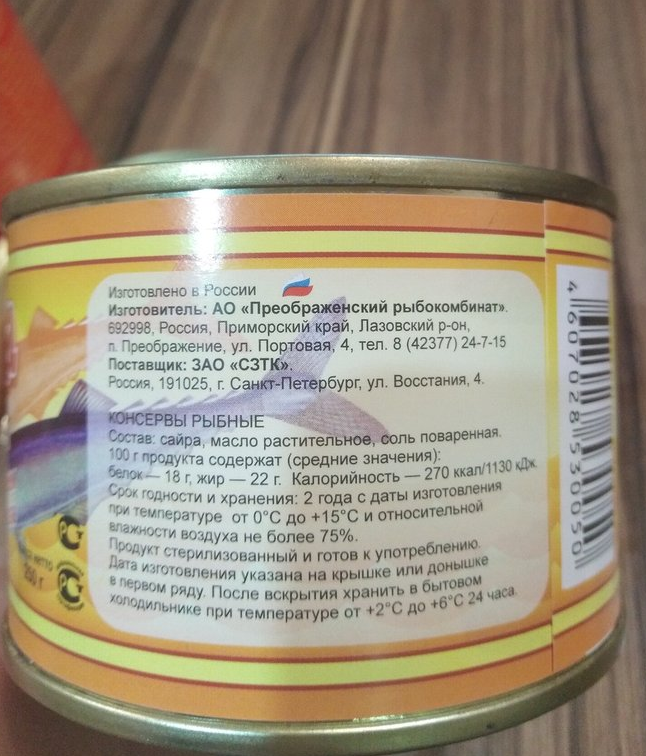 Изготовлено в России
Изготовитель: АО «Преображенский рыбокомбинат».
692998, Россия, Приморский край, Лазовский р-он,
п. Преображение, ул. Портовая, 4, тел. 8 (42377) 24-7-15
Поставщик: ЗАО «СЗТК».
Россия, 191025, г. Санкт-Петербург, ул. Восстания, 4.
КОНСЕРВЫ РЫБНЫЕ
Состав: сайра, масло растительное, соль поваренная.
100 г продукта содержат (средние значения):
белок — 18 г, жир — 22 г. Калорийность — 270 ккал/1130 кДж.
Срок годности и хранения: 2 года с даты изготовления
при температуре от 0°С до +15°С и относительной
влажности воздуха не более 75%.
Продукт стерилизованный и готов к употреблению.
Дата изготовления указана на крышке или донышке
в первом ряду. После вскрытия хранить в бытовом
холодильнике при температуре от +2°С до +6°С 24 часа.
нетто
250 г
4 607028 530050